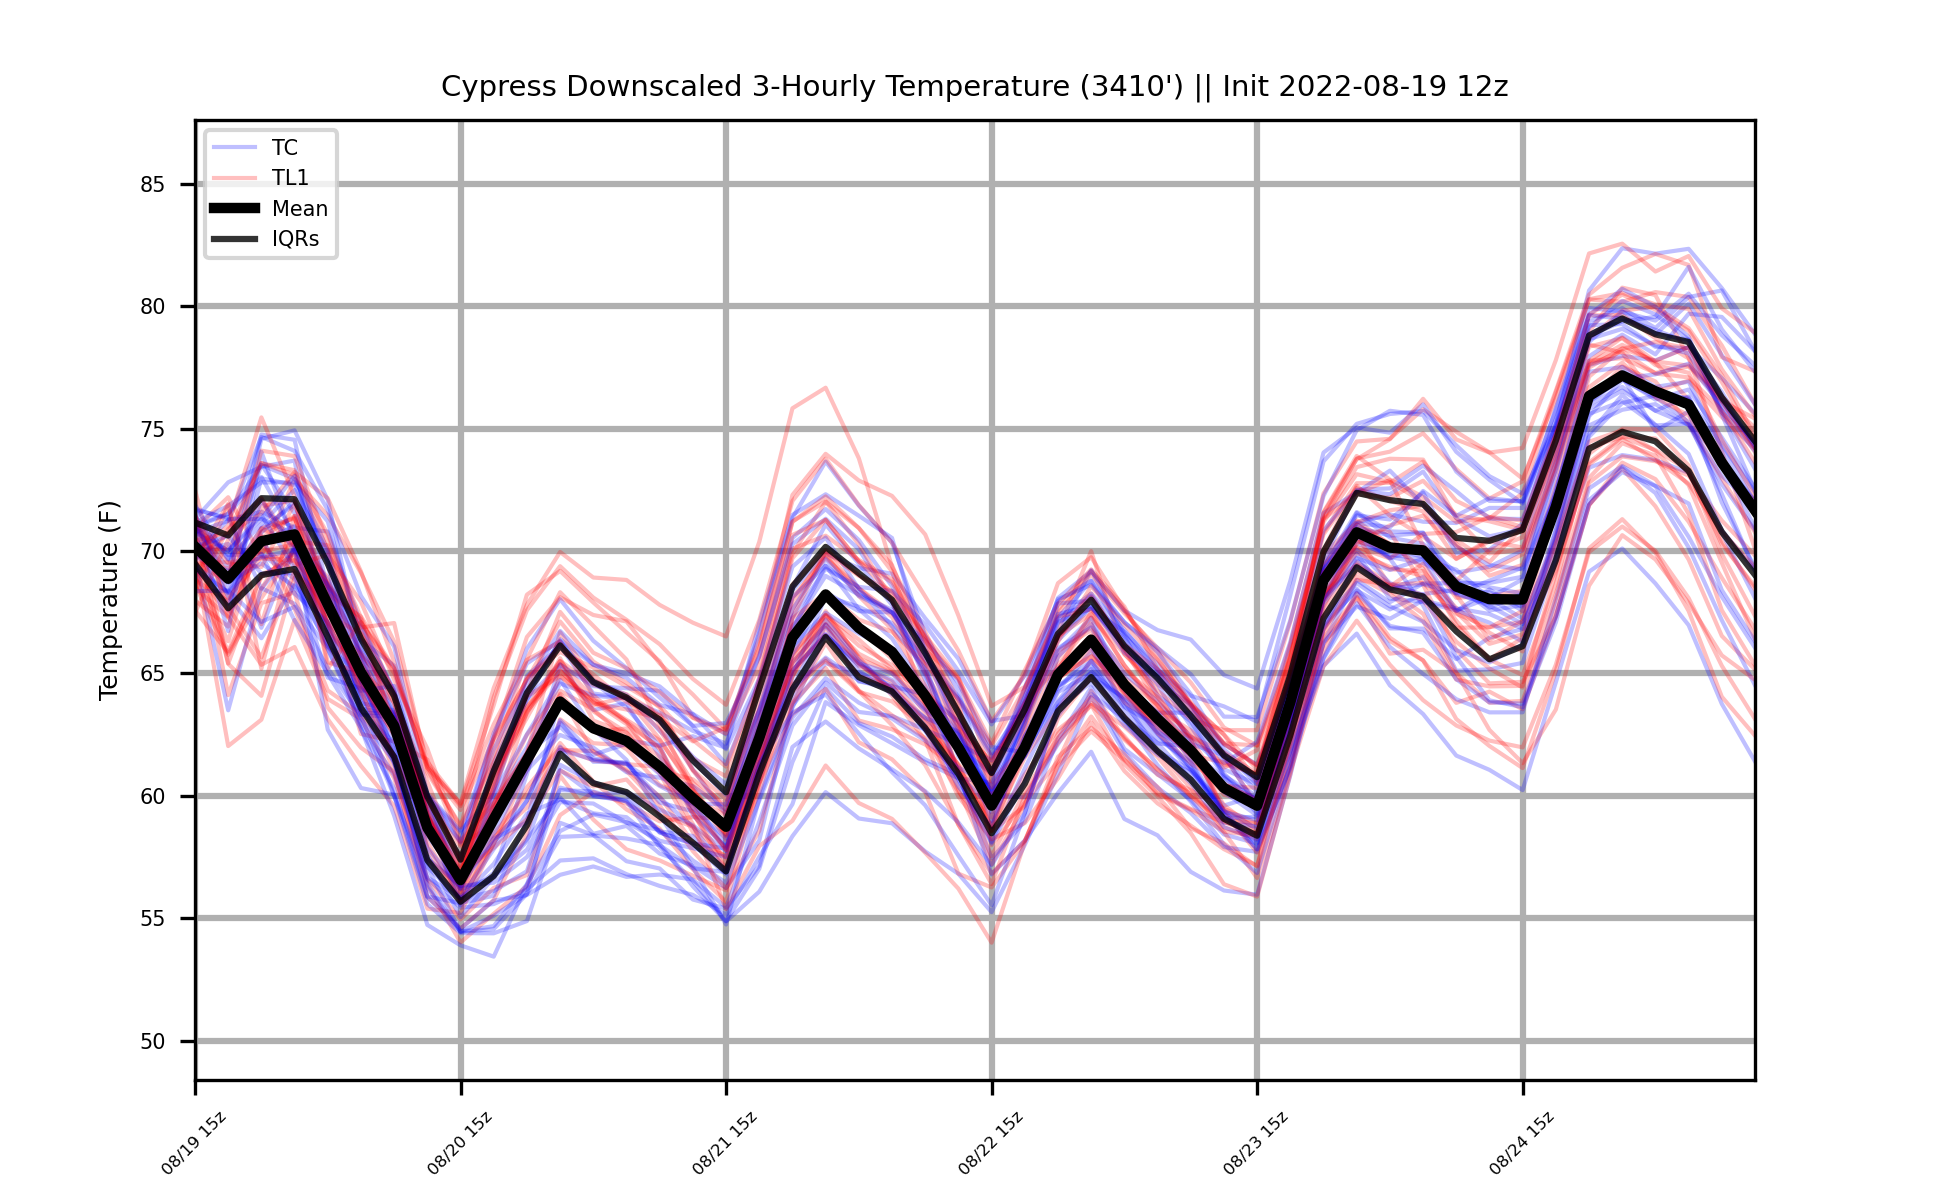 Cypress Downscaled 3-Hourly Temperature (3410') || Init 2022-08-19 12z
TC
TL1
Mean
IQRs
Temperature (F)
85
80
75
70
65
60
55
50
08/19 15z
08/20 15z
08/21 15z
08/22 15z
08/23 15z
08/24 15z